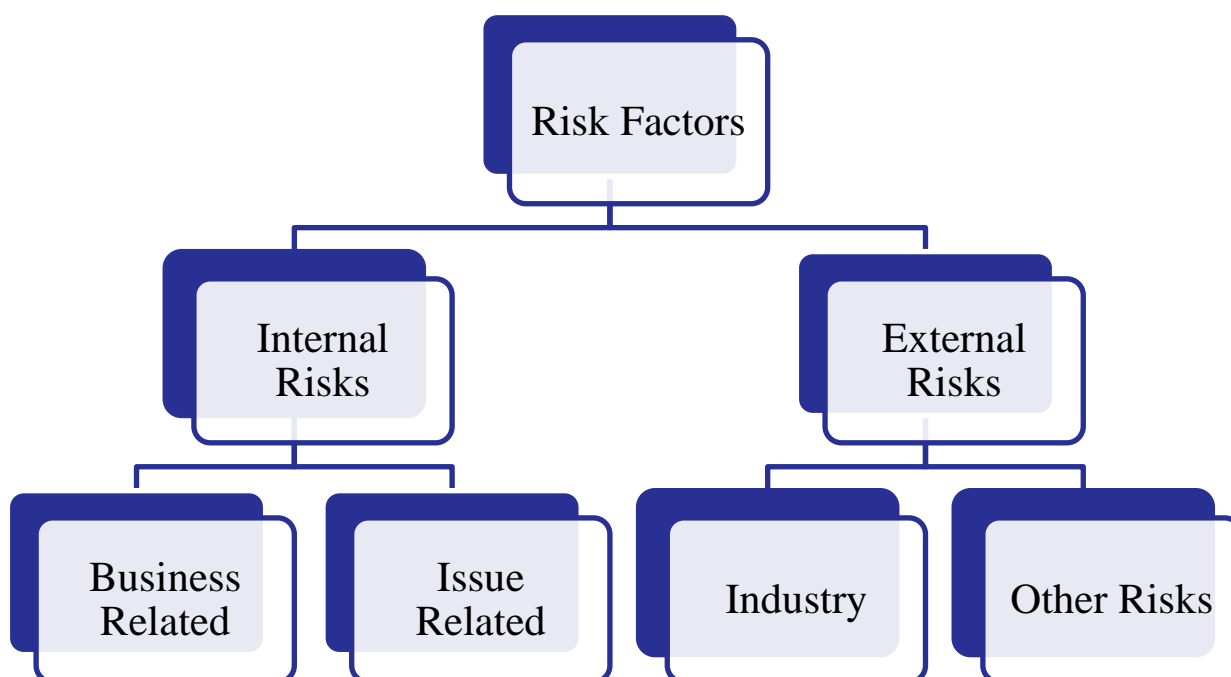 Risk Factors
Internal
Risks
External
Risks
Business
Related
Issue
Related
Industry
Other Risks